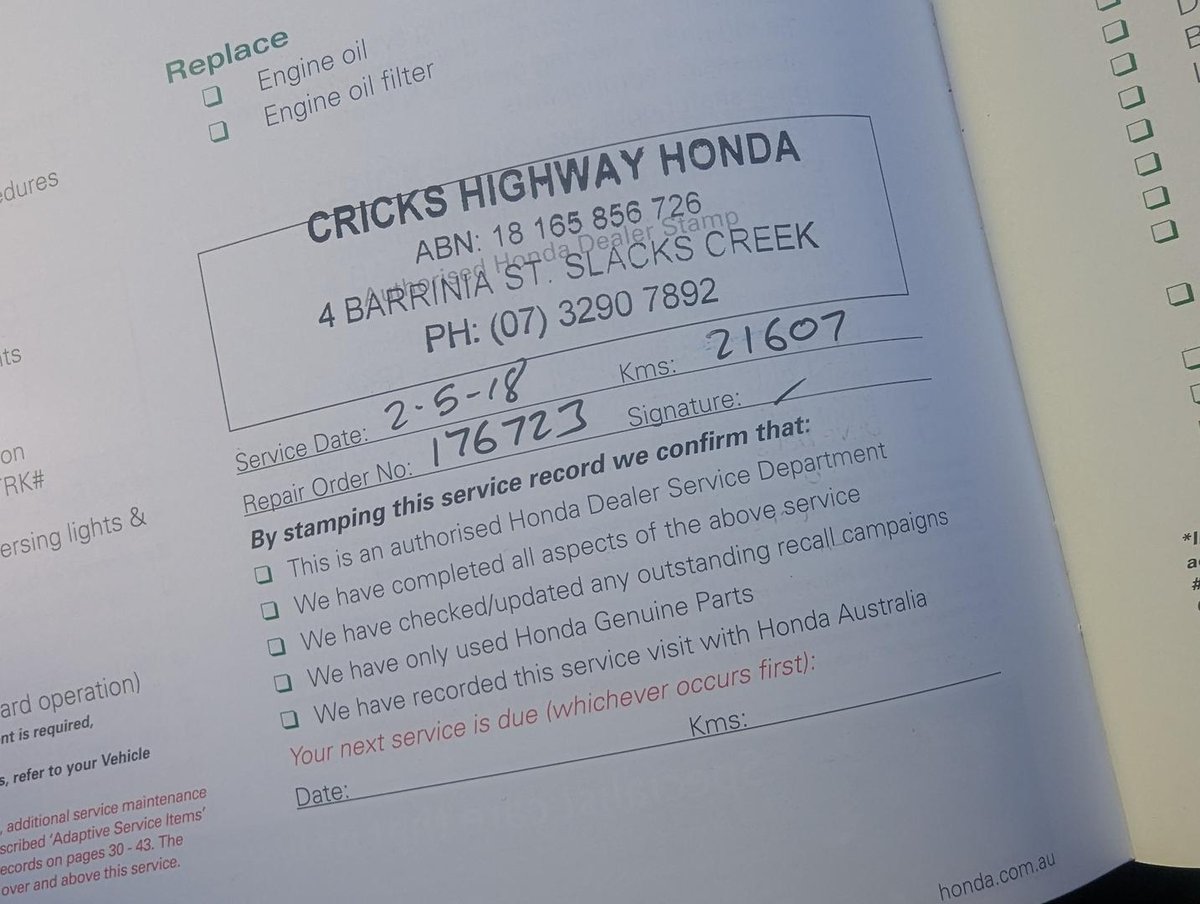 Replace
Engine oil
Engine oil filter
CRICKS HIGHWAY HONDA
ABN: 18 165 856 726
Authorised Honda Dealer Stamp
4 BARRINIA ST. SLACKS CREEK
PH: (07) 3290 7892
Service Date: 2-5-18 Kms: 21607
Repair Order No: 176723 Signature:
By stamping this service record we confirm that:
This is an authorised Honda Dealer Service Department
We have completed all aspects of the above service
We have checked/updated any outstanding recall campaigns
We have only used Honda Genuine Parts
We have recorded this service visit with Honda Australia
Your next service is due (whichever occurs first):
Date: Kms:
honda.com.au
edures
ts
on
TRK#
ersing lights &
ard operation)
nt is required,
s, refer to your Vehicle
, additional service maintenance
scribed 'Adaptive Service Items'
ecords on pages 30 - 43. The
over and above this service.